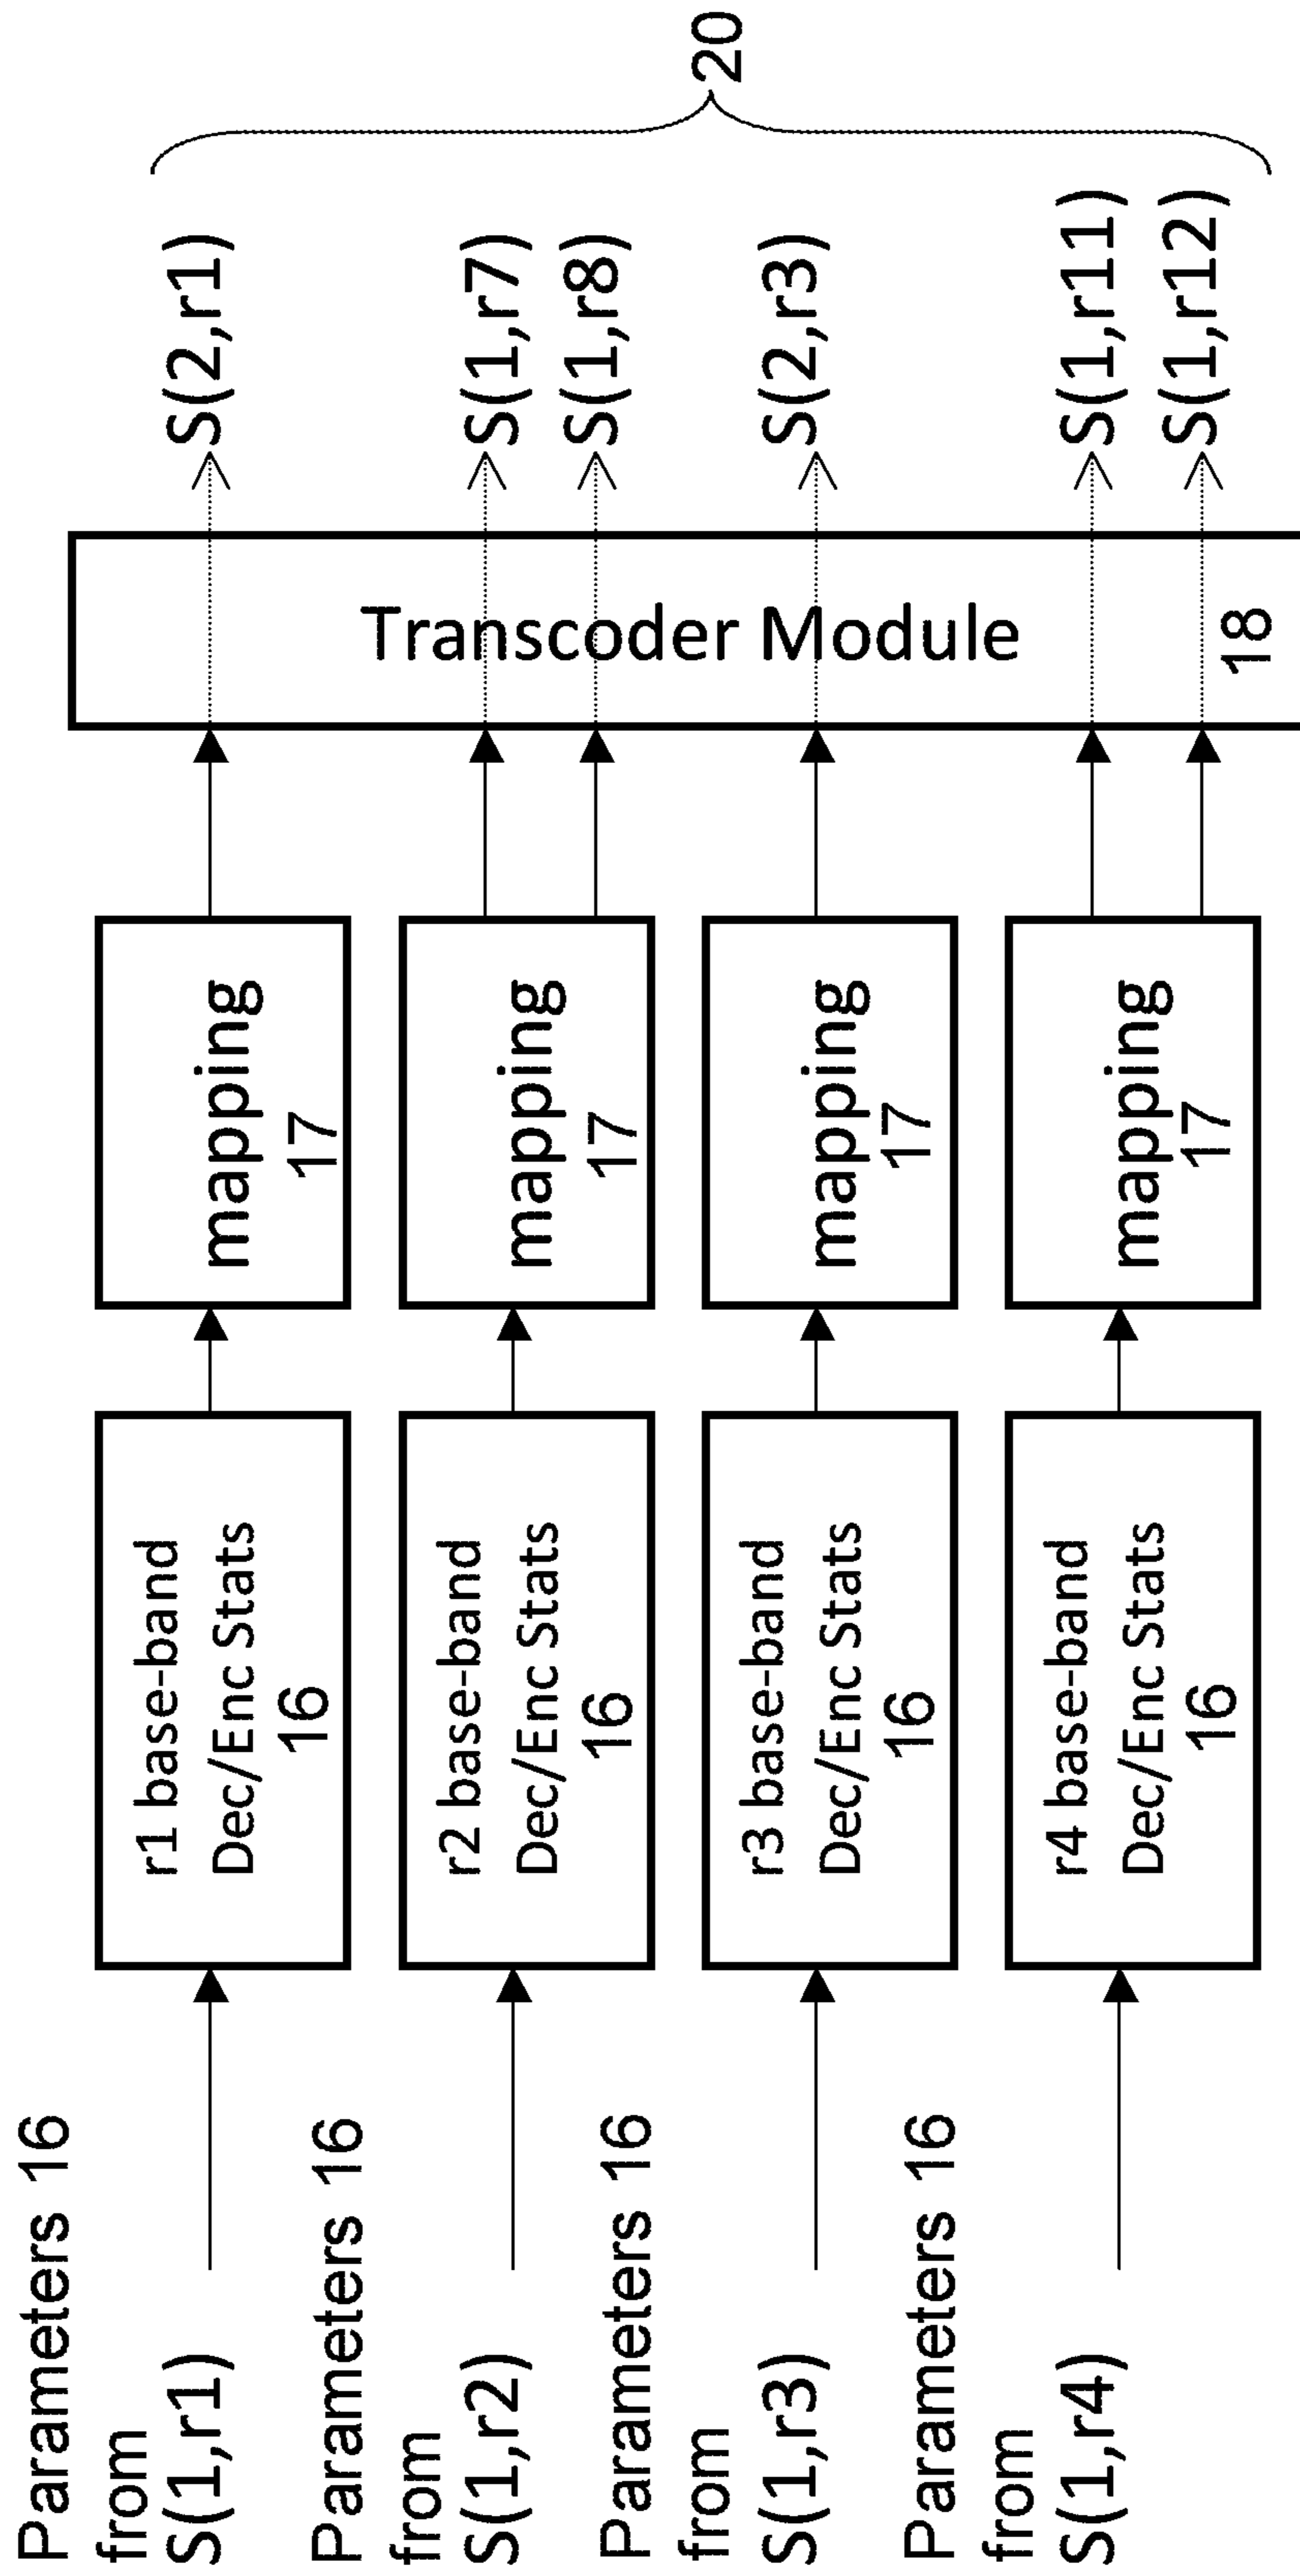 Parameters 16
from
S(1,r1)
r1 base-band
Dec/Enc Stats
16
mapping
17
S(2,r1)
Parameters 16
from
S(1,r2)
r2 base-band
Dec/Enc Stats
16
mapping
17
S(1,r7)
S(1,r8)
Parameters 16
from
S(1,r3)
r3 base-band
Dec/Enc Stats
16
mapping
17
S(2,r3)
Parameters 16
from
S(1,r4)
r4 base-band
Dec/Enc Stats
16
mapping
17
S(1,r11)
S(1,r12)
Transcoder Module
18
20